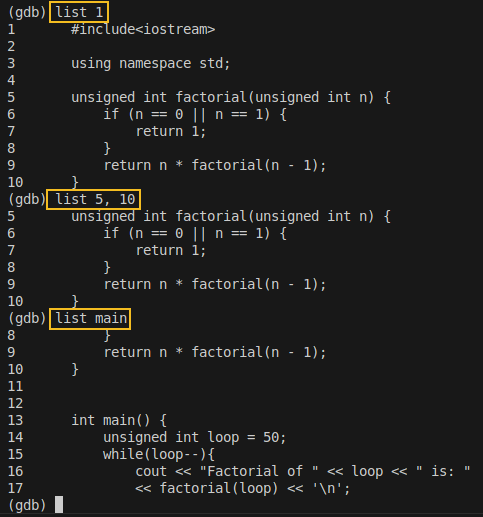 (gdb) list 1
1       #include<iostream>
2
3       using namespace std;
4
5       unsigned int factorial(unsigned int n) {
6           if (n == 0 || n == 1) {
7               return 1;
8           }
9           return n * factorial(n - 1);
10      }
(gdb) list 5, 10
5       unsigned int factorial(unsigned int n) {
6           if (n == 0 || n == 1) {
7               return 1;
8           }
9           return n * factorial(n - 1);
10      }
(gdb) list main
8           }
9           return n * factorial(n - 1);
10      }
11
12
13      int main() {
14          unsigned int loop = 50;
15          while(loop--){
16              cout << "Factorial of " << loop << " is: "
17              << factorial(loop) << '\n';
(gdb)